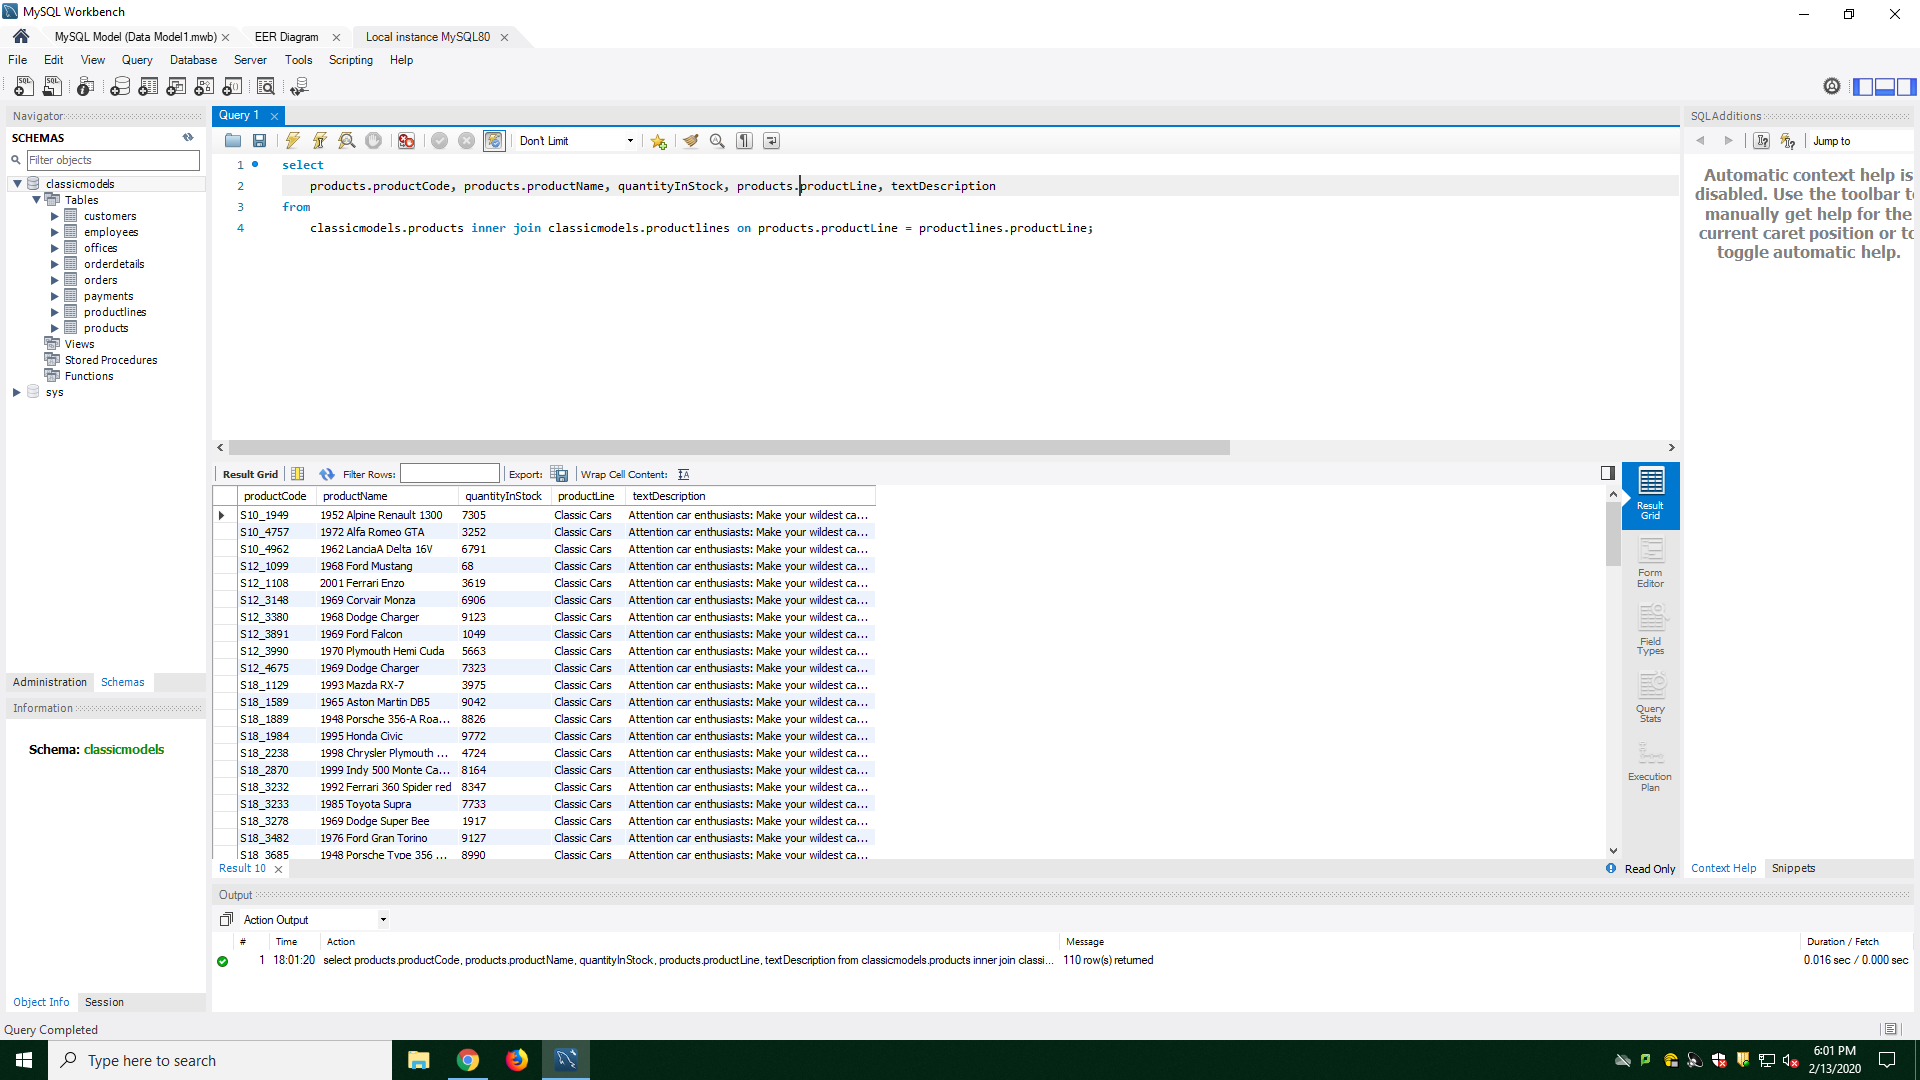 MySQL Workbench
MySQL Model (Data Model1.mwb) EER Diagram Local instance MySQL80
File Edit View Query Database Server Tools Scripting Help
Navigator
SCHEMAS
Filter objects
classicmodels
Tables
customers
employees
offices
orderdetails
orders
payments
productlines
products
Views
Stored Procedures
Functions
sys
Administration Schemas
Information
Schema: classicmodels
Object Info Session
Query 1
Don't Limit
1 select
2 products.productCode, products.productName, quantityInStock, products.productLine, textDescription
3 from
4 classicmodels.products inner join classicmodels.productlines on products.productLine = productlines.productLine;
Result Grid Filter Rows: Export: Wrap Cell Content:
productCode productName quantityInStock productLine textDescription
S10_1949 1952 Alpine Renault 1300 7305 Classic Cars Attention car enthusiasts: Make your wildest ca...
S10_4757 1972 Alfa Romeo GTA 3252 Classic Cars Attention car enthusiasts: Make your wildest ca...
S10_4962 1962 LanciaA Delta 16V 6791 Classic Cars Attention car enthusiasts: Make your wildest ca...
S12_1099 1968 Ford Mustang 68 Classic Cars Attention car enthusiasts: Make your wildest ca...
S12_1108 2001 Ferrari Enzo 3619 Classic Cars Attention car enthusiasts: Make your wildest ca...
S12_3148 1969 Corvair Monza 6906 Classic Cars Attention car enthusiasts: Make your wildest ca...
S12_3380 1968 Dodge Charger 9123 Classic Cars Attention car enthusiasts: Make your wildest ca...
S12_3891 1969 Ford Falcon 1049 Classic Cars Attention car enthusiasts: Make your wildest ca...
S12_3990 1970 Plymouth Hemi Cuda 5663 Classic Cars Attention car enthusiasts: Make your wildest ca...
S12_4675 1969 Dodge Charger 7323 Classic Cars Attention car enthusiasts: Make your wildest ca...
S18_1129 1993 Mazda RX-7 3975 Classic Cars Attention car enthusiasts: Make your wildest ca...
S18_1589 1965 Aston Martin DB5 9042 Classic Cars Attention car enthusiasts: Make your wildest ca...
S18_1889 1948 Porsche 356-A Roa... 8826 Classic Cars Attention car enthusiasts: Make your wildest ca...
S18_1984 1995 Honda Civic 9772 Classic Cars Attention car enthusiasts: Make your wildest ca...
S18_2238 1998 Chrysler Plymouth ... 4724 Classic Cars Attention car enthusiasts: Make your wildest ca...
S18_2870 1999 Indy 500 Monte Ca... 8164 Classic Cars Attention car enthusiasts: Make your wildest ca...
S18_3232 1992 Ferrari 360 Spider red 8347 Classic Cars Attention car enthusiasts: Make your wildest ca...
S18_3233 1985 Toyota Supra 7733 Classic Cars Attention car enthusiasts: Make your wildest ca...
S18_3278 1969 Dodge Super Bee 1917 Classic Cars Attention car enthusiasts: Make your wildest ca...
S18_3482 1976 Ford Gran Torino 9127 Classic Cars Attention car enthusiasts: Make your wildest ca...
S18_3685 1948 Porsche Type 356 ... 8990 Classic Cars Attention car enthusiasts: Make your wildest ca...
Result Grid
Form Editor
Field Types
Query Stats
Execution Plan
Result 10
Read Only
Output
Action Output
# Time Action Message Duration / Fetch
1 18:01:20 select products.productCode, products.productName, quantityInStock, products.productLine, textDescription from classicmodels.products inner join classi... 110 row(s) returned 0.016 sec / 0.000 sec
SQLAdditions
Jump to
Automatic context help is
disabled. Use the toolbar to
manually get help for the
current caret position or to
toggle automatic help.
Context Help Snippets
Query Completed
Type here to search
6:01 PM
2/13/2020